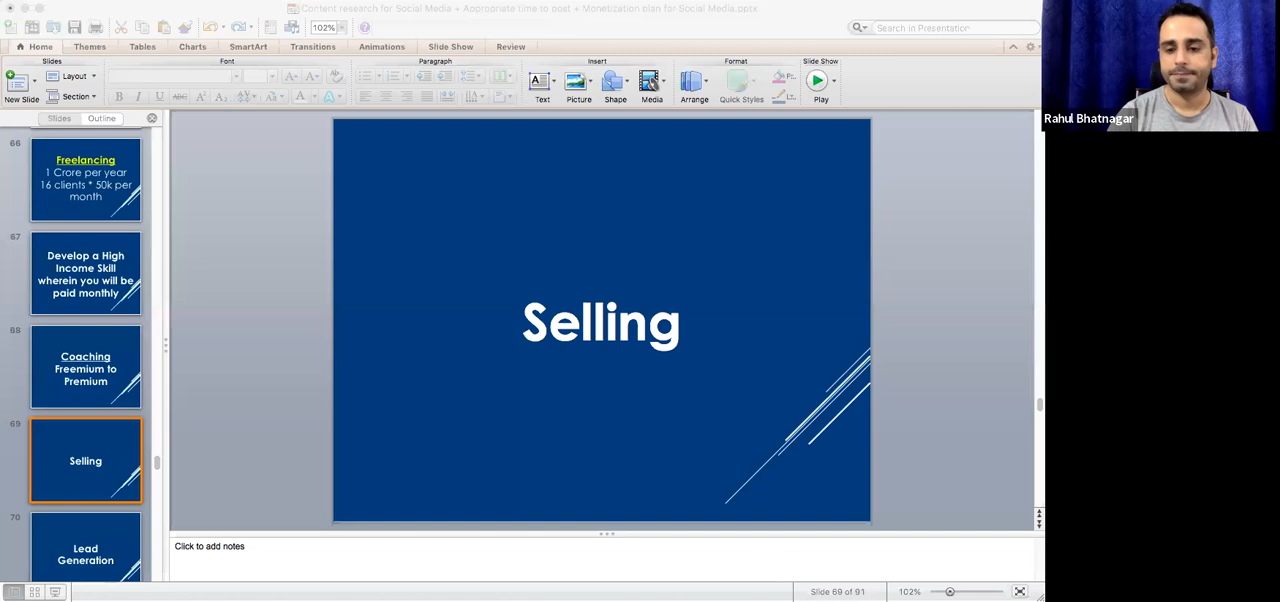 Content research for Social Media + Appropriate time to post + Monetization plan for Social Media.pptx
102%
Search in Presentation
Home
Themes
Tables
Charts
SmartArt
Transitions
Animations
Slide Show
Review
Slides
Font
Paragraph
Insert
Format
Slide Show
New Slide
Layout
Section
B I U ABC
Text
Picture
Shape
Media
Arrange
Quick Styles
Play
Slides
Outline
66
Freelancing
1 Crore per year
16 clients * 50k per
month
67
Develop a High
Income Skill
wherein you will be
paid monthly
68
Coaching
Freemium to
Premium
69
Selling
70
Lead
Generation
Selling
Click to add notes
Slide 69 of 91
102%
Rahul Bhatnagar